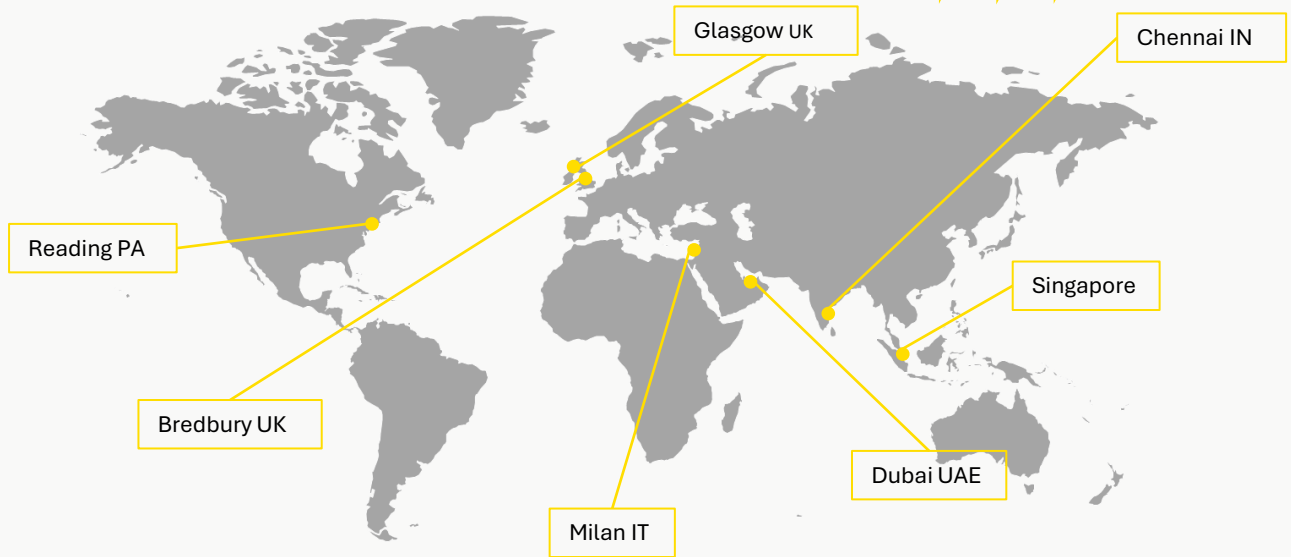 Glasgow UK
Chennai IN
Reading PA
Singapore
Bredbury UK
Dubai UAE
Milan IT